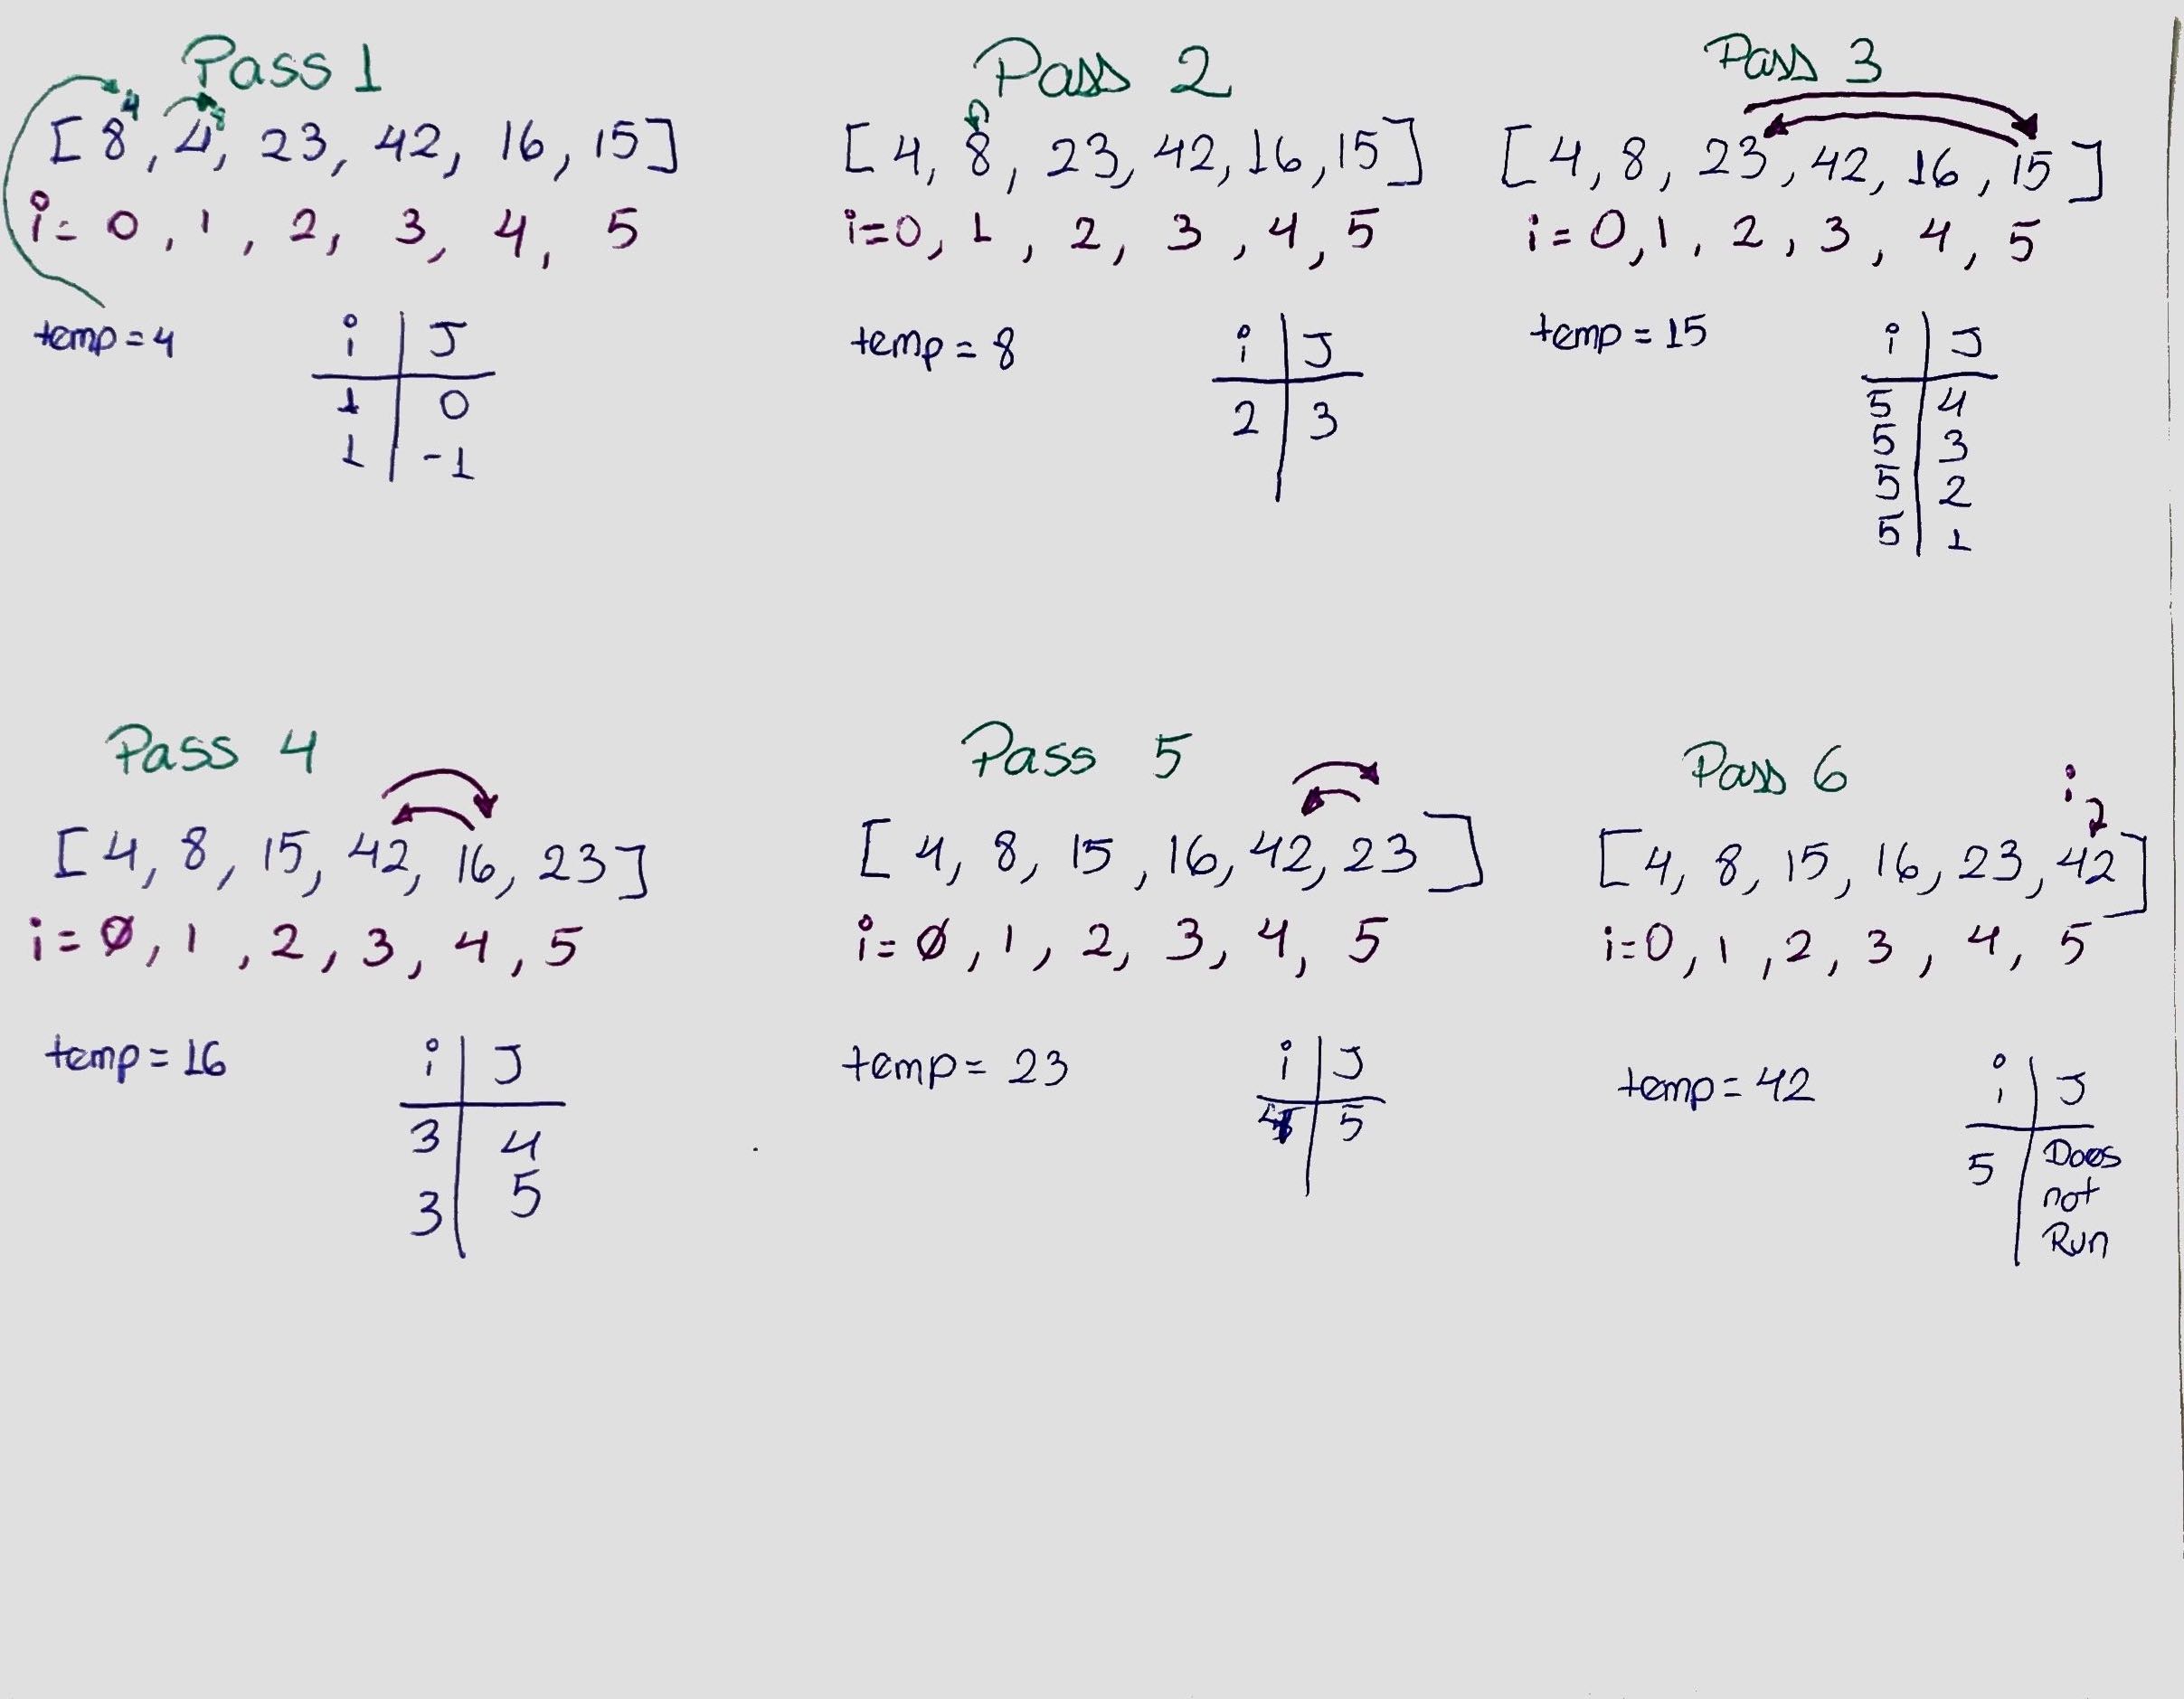 Pass 1
4 8
[8, 4, 23, 42, 16, 15]
i= 0, 1, 2, 3, 4, 5
temp=4
i J
1 0
1 -1
Pass 2
[4, 8, 23, 42, 16, 15]
i=0, 1, 2, 3, 4, 5
temp=8
i J
2 3
Pass 3
[4, 8, 23, 42, 16, 15]
i=0, 1, 2, 3, 4, 5
temp=15
i J
5 4
5 3
5 2
5 1
Pass 4
[4, 8, 15, 42, 16, 23]
i=0, 1, 2, 3, 4, 5
temp=16
i J
3 4
3 5
Pass 5
[4, 8, 15, 16, 42, 23]
i=0, 1, 2, 3, 4, 5
temp=23
i J
4 5
Pass 6
i
[4, 8, 15, 16, 23, 42]
i=0, 1, 2, 3, 4, 5
temp=42
i J
5 Does
not
Run